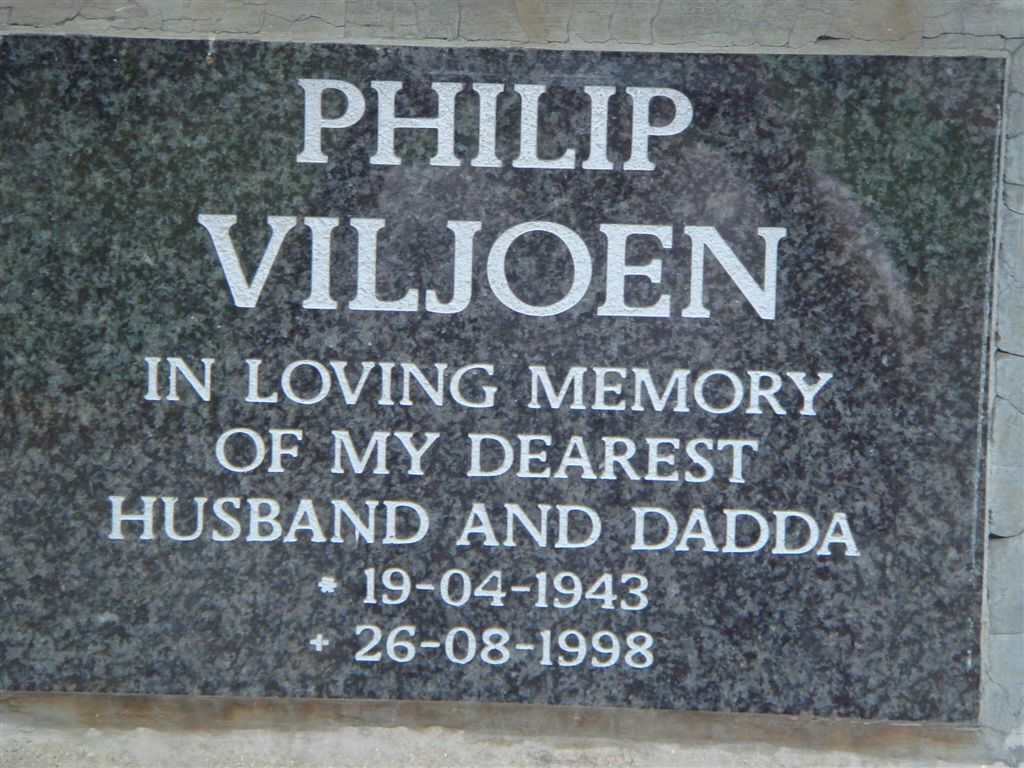 PHILIP
VILJOEN
IN LOVING MEMORY
OF MY DEAREST
HUSBAND AND DADDA
* 19-04-1943
+ 26-08-1998